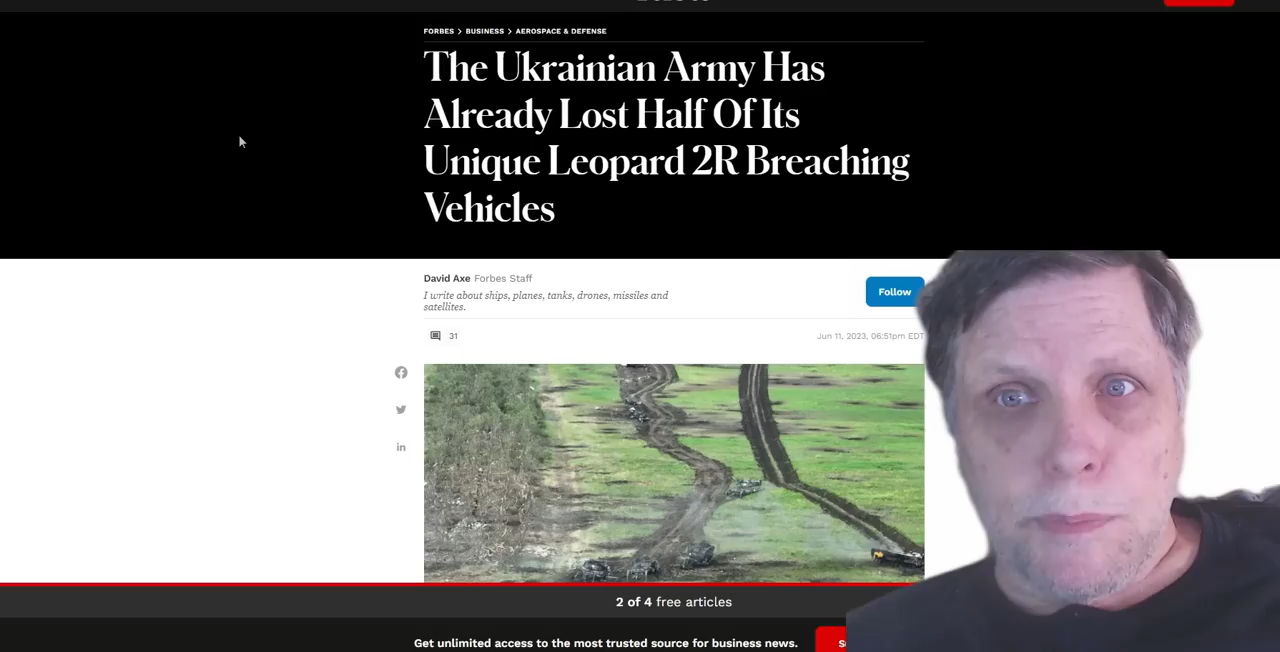 FORBES > BUSINESS > AEROSPACE & DEFENSE
The Ukrainian Army Has
Already Lost Half Of Its
Unique Leopard 2R Breaching
Vehicles
David Axe Forbes Staff
I write about ships, planes, tanks, drones, missiles and
satellites.
Follow
31
Jun 11, 2023, 06:51pm EDT
in
2 of 4 free articles
Get unlimited access to the most trusted source for business news.